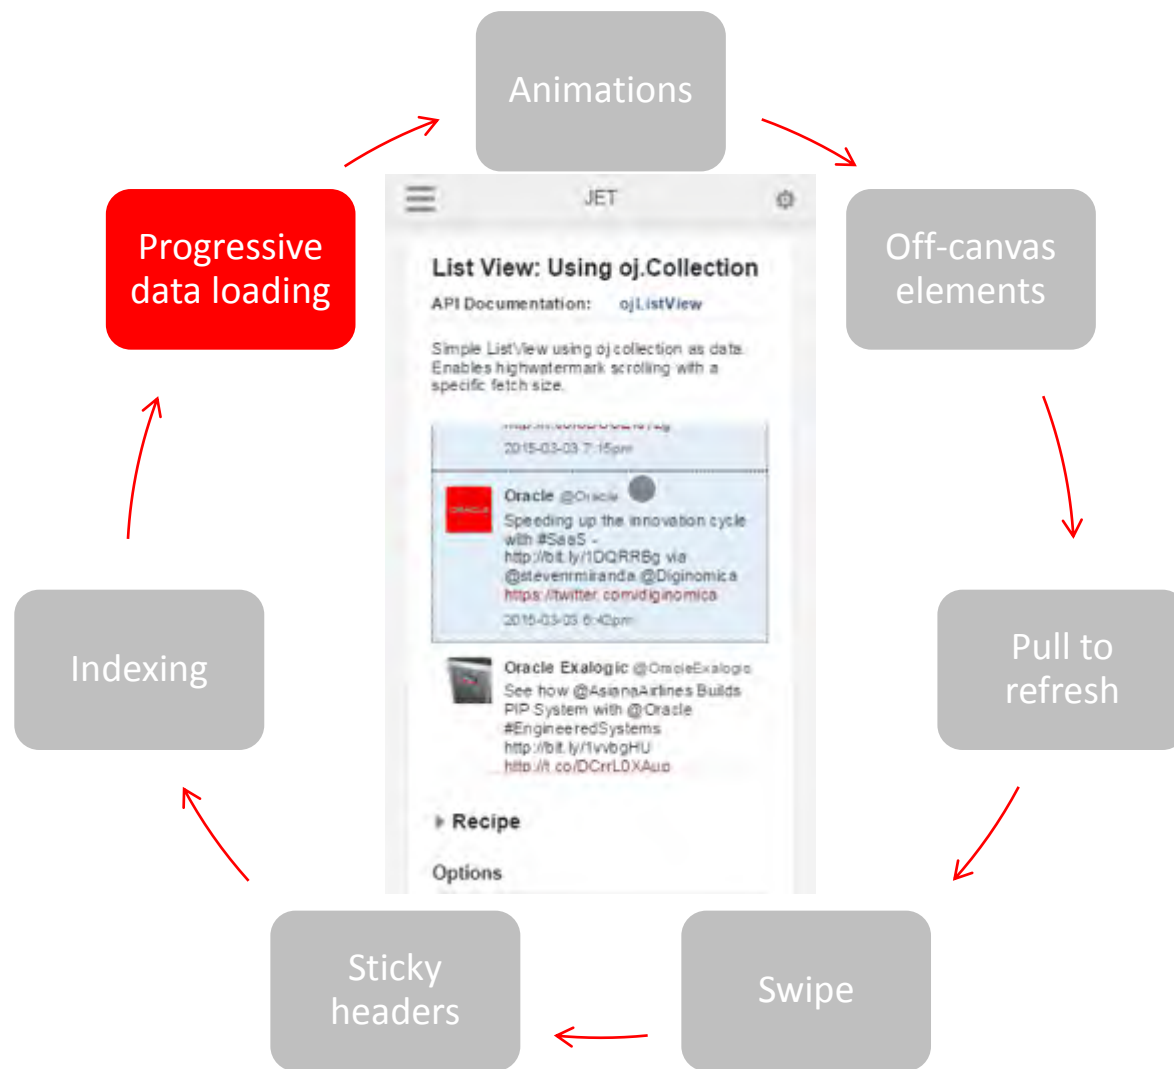 Animations
Progressive
data loading
Off-canvas
elements
JET
List View: Using oj.Collection
API Documentation: ojListView
Simple ListView using oj.collection as data.
Enables highwatermark scrolling with a
specific fetch size.
2015-03-03 7:15pm
ORACLE
Oracle @Oracle
Speeding up the innovation cycle
with #SaaS -
http://bit.ly/1DQRRBg via
@stevenrmiranda @Diginomica
https://twitter.com/diginomica
2015-03-03 6:42pm
Oracle Exalogic @OracleExalogic
See how @AsianaAirlines Builds
PIP System with @Oracle
#EngineeredSystems
http://bit.ly/1vvbgHU
http://t.co/DCrrL0XAup
Recipe
Options
Indexing
Pull to
refresh
Sticky
headers
Swipe